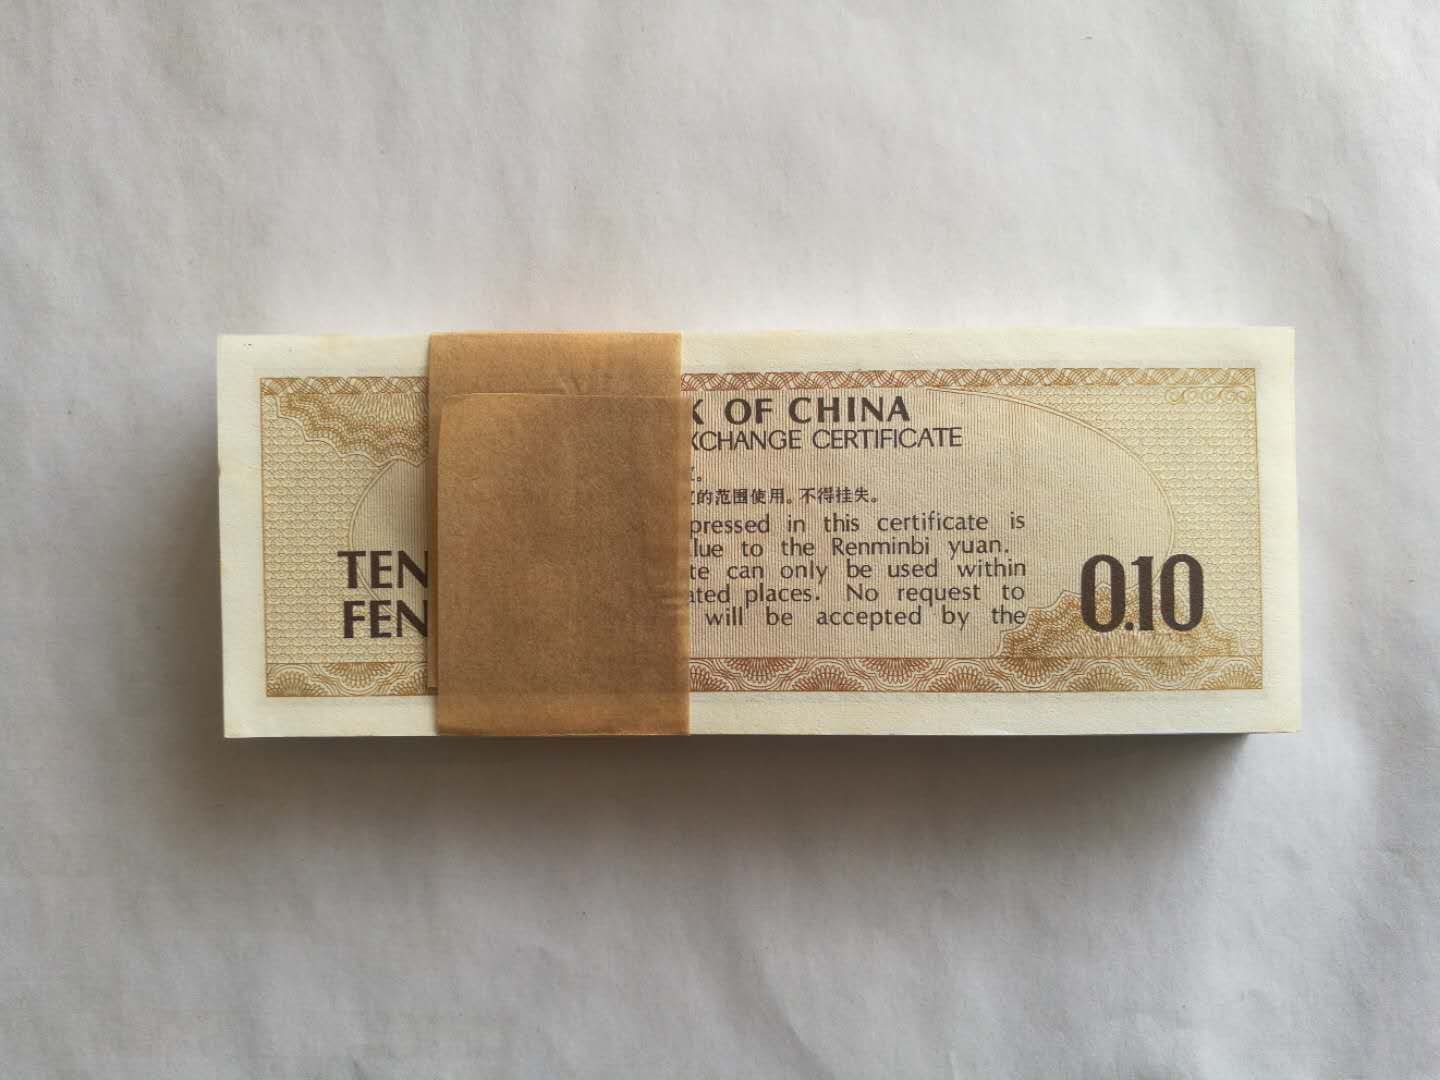 OF CHINA
EXCHANGE CERTIFICATE
的范围使用。不得挂失。
pressed in this certificate is
lue to the Renminbi yuan.
te can only be used within
ated places. No request to
will be accepted by the
TEN
FEN
0.10